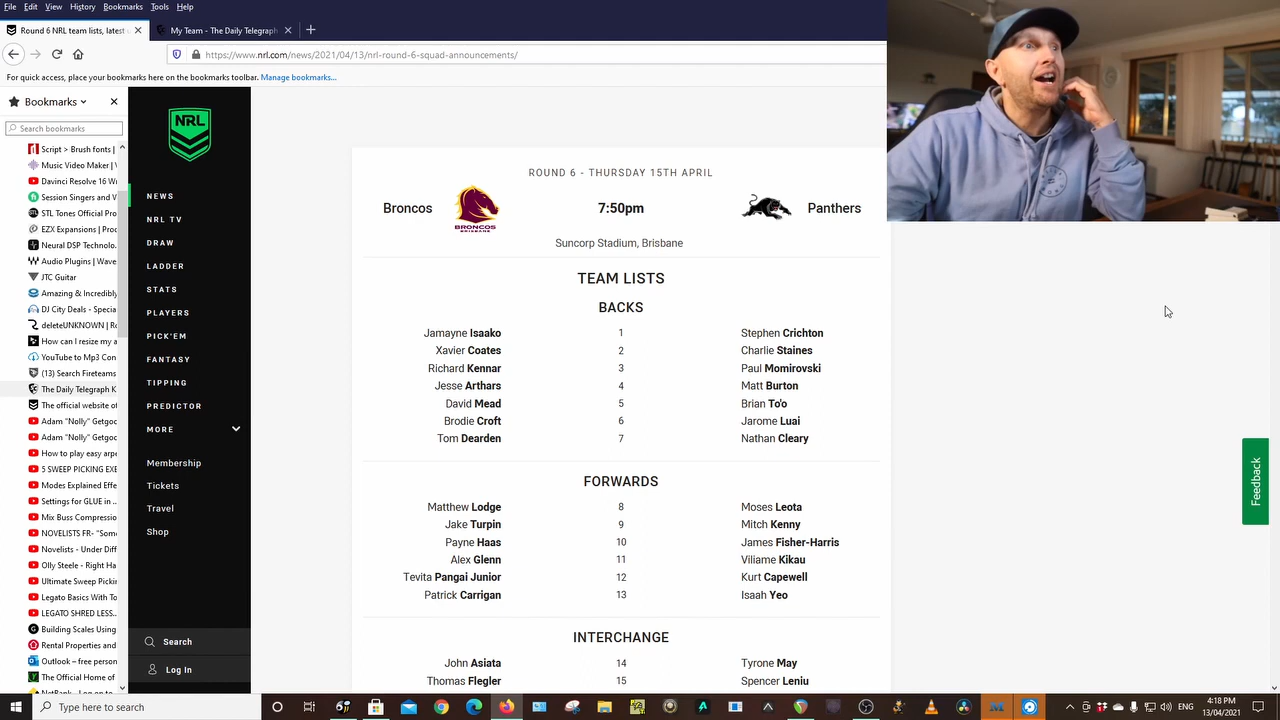 File Edit View History Bookmarks Tools Help
Round 6 NRL team lists, latest
My Team - The Daily Telegraph
https://www.nrl.com/news/2021/04/13/nrl-round-6-squad-announcements/
For quick access, place your bookmarks here on the bookmarks toolbar. Manage bookmarks...
Bookmarks
Search bookmarks
Script > Brush fonts |
Music Video Maker |
Davinci Resolve 16
Session Singers and
STL Tones Official Pro
EZX Expansions | Proc
Neural DSP Technolo
Audio Plugins | Wave
JTC Guitar
Amazing & Incredibly
DJ City Deals - Specia
deleteUNKNOWN |
How can I resize my a
YouTube to Mp3 Con
(13) Search Fireteams
The Daily Telegraph K
The official website of
Adam "Nolly" Getgoo
Adam "Nolly" Getgoo
How to play easy arpe
5 SWEEP PICKING EXE
Modes Explained Effe
Settings for GLUE in ...
Mix Buss Compressio
NOVELISTS FR- "Som
Novelists - Under Diff
Olly Steele - Right Ha
Ultimate Sweep Pickin
Legato Basics With To
LEGATO SHRED LESS...
Building Scales Using
Rental Properties and
Outlook – free person
The Official Home of
NetBank - Log on to
NRL
NEWS
NRL TV
DRAW
LADDER
STATS
PLAYERS
PICK'EM
FANTASY
TIPPING
PREDICTOR
MORE
Membership
Tickets
Travel
Shop
Search
Log In
ROUND 6 - THURSDAY 15TH APRIL
Broncos BRONCOS BRISBANE 7:50pm Panthers
Suncorp Stadium, Brisbane
TEAM LISTS
BACKS
Jamayne Isaako 1 Stephen Crichton
Xavier Coates 2 Charlie Staines
Richard Kennar 3 Paul Momirovski
Jesse Arthars 4 Matt Burton
David Mead 5 Brian To'o
Brodie Croft 6 Jarome Luai
Tom Dearden 7 Nathan Cleary
FORWARDS
Matthew Lodge 8 Moses Leota
Jake Turpin 9 Mitch Kenny
Payne Haas 10 James Fisher-Harris
Alex Glenn 11 Viliame Kikau
Tevita Pangai Junior 12 Kurt Capewell
Patrick Carrigan 13 Isaah Yeo
INTERCHANGE
John Asiata 14 Tyrone May
Thomas Flegler 15 Spencer Leniu
Feedback
Type here to search
4:18 PM
13/04/2021